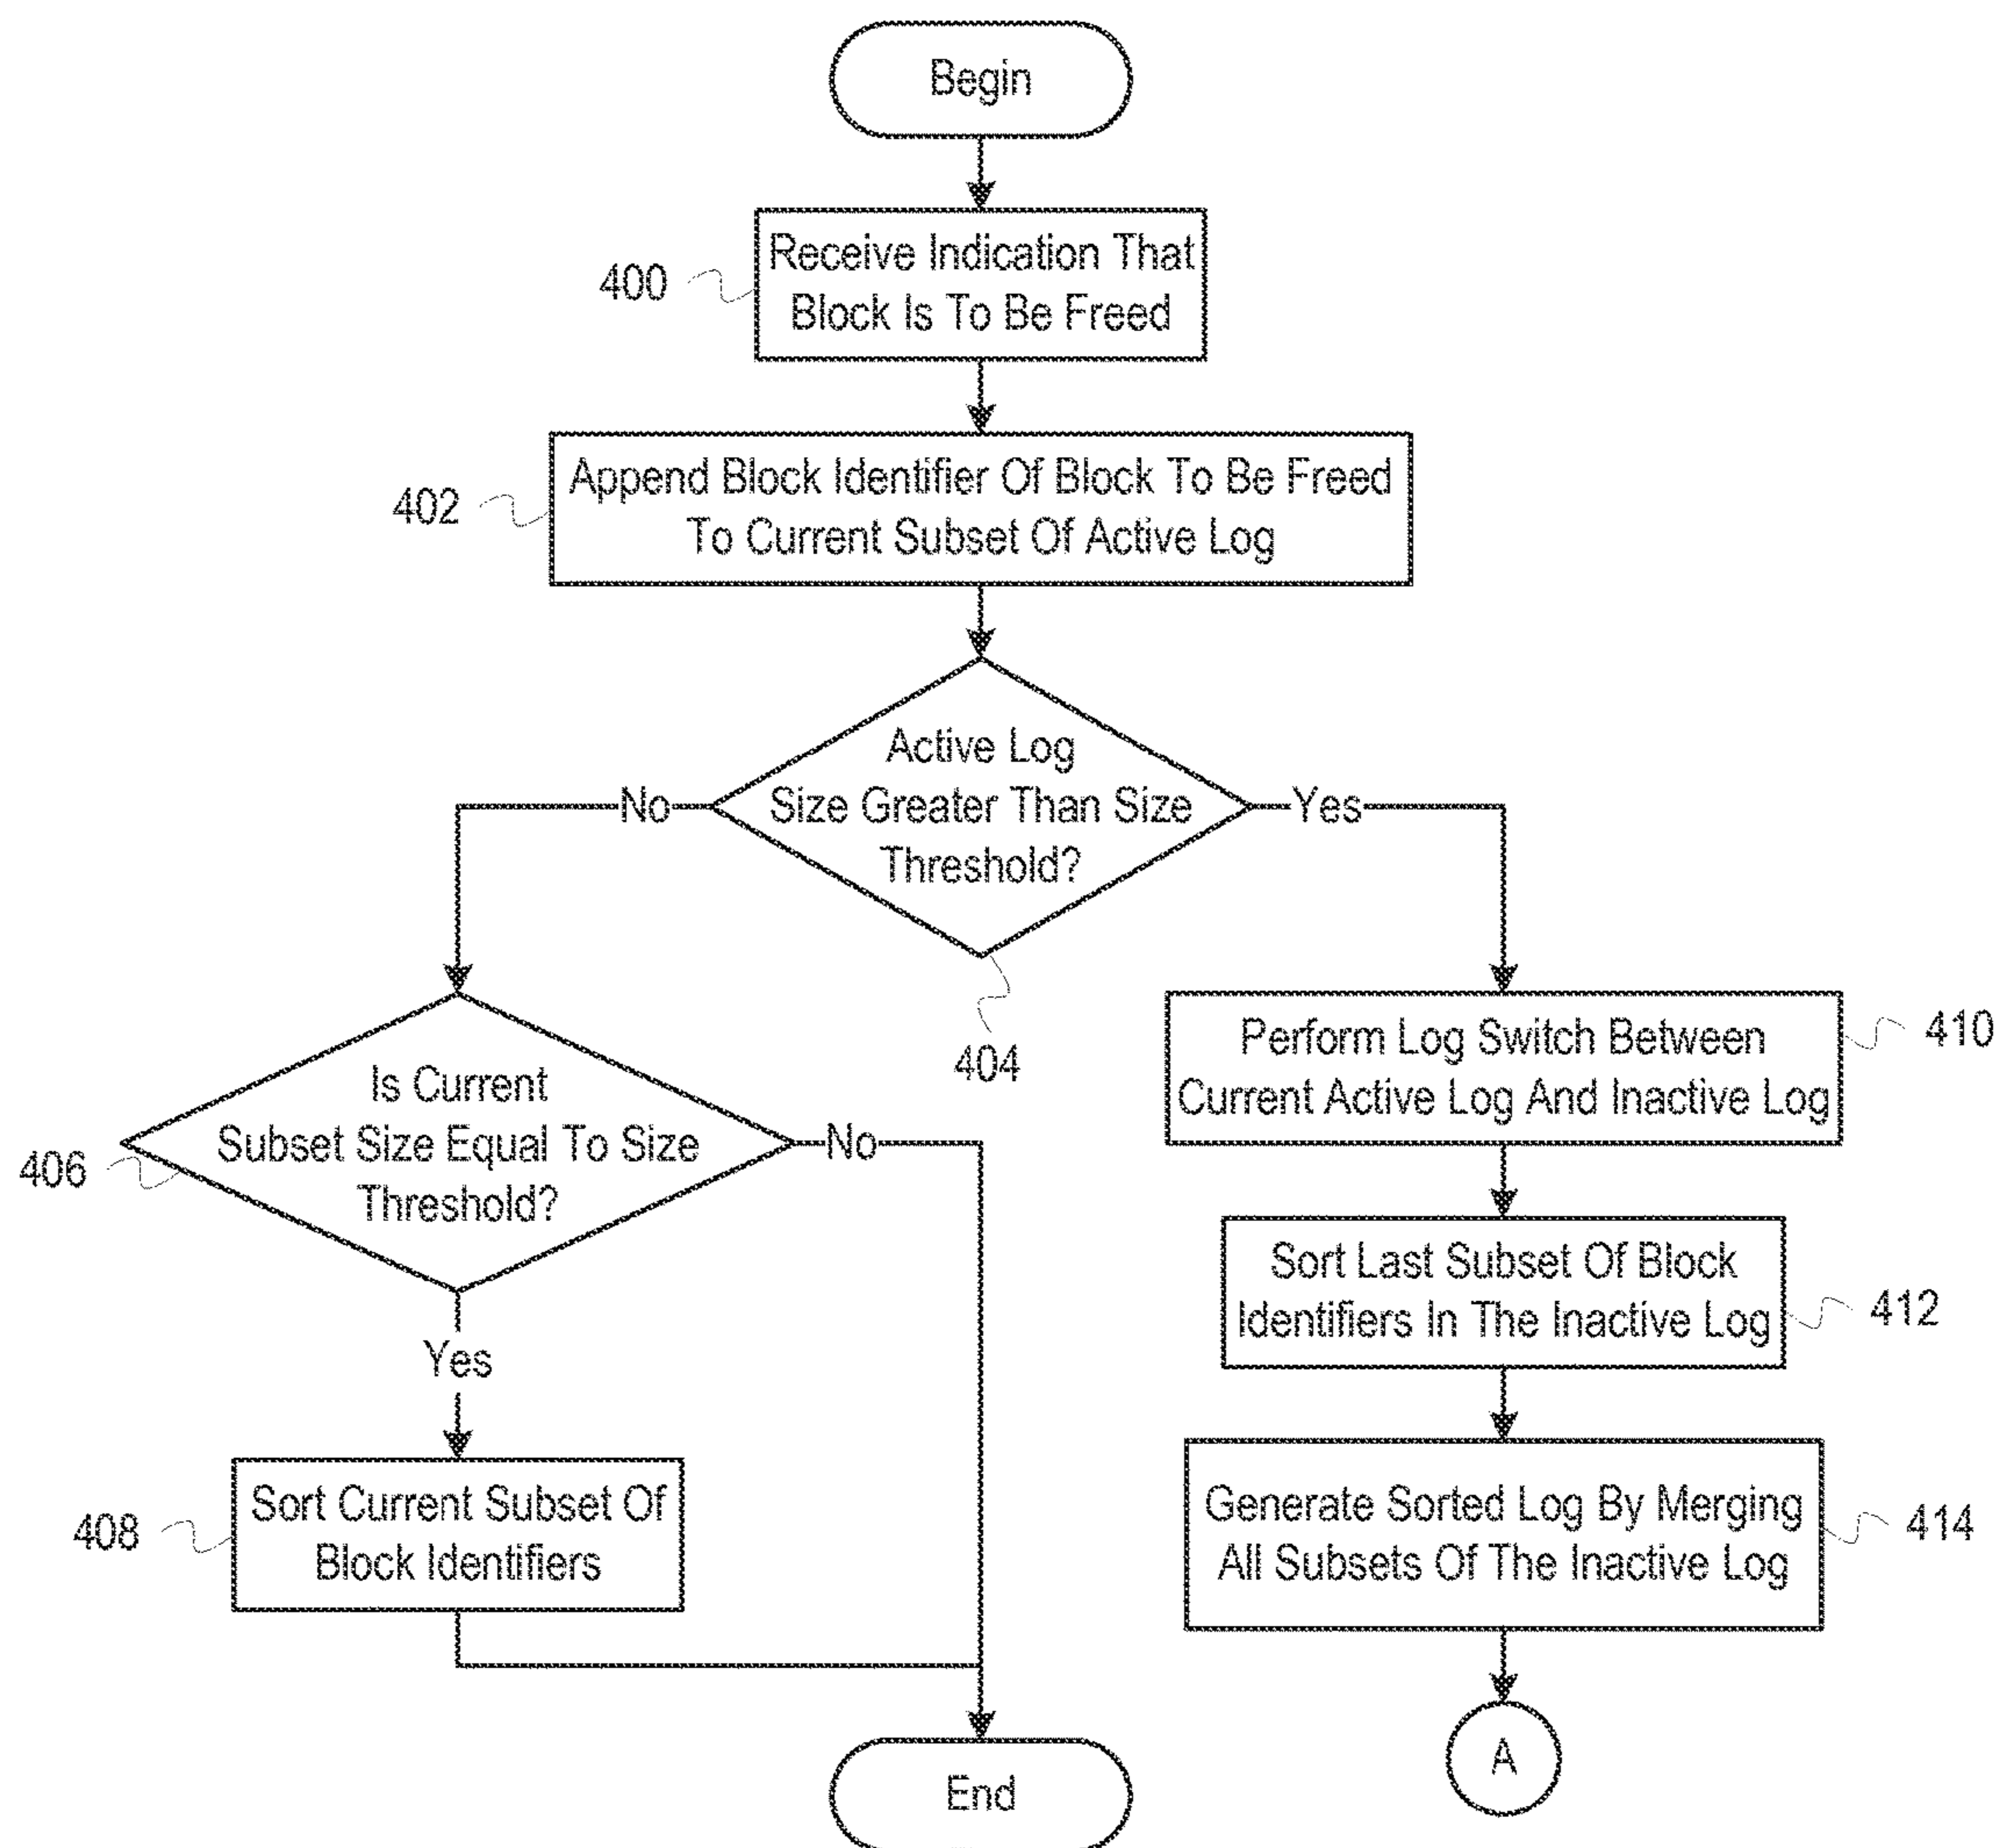 Begin
400
Receive Indication That
Block Is To Be Freed
402
Append Block Identifier Of Block To Be Freed
To Current Subset Of Active Log
Active Log
Size Greater Than Size
Threshold?
No
Yes
404
Is Current
Subset Size Equal To Size
Threshold?
406
No
Yes
408
Sort Current Subset Of
Block Identifiers
Perform Log Switch Between
Current Active Log And Inactive Log
410
Sort Last Subset Of Block
Identifiers In The Inactive Log
412
Generate Sorted Log By Merging
All Subsets Of The Inactive Log
414
End
A